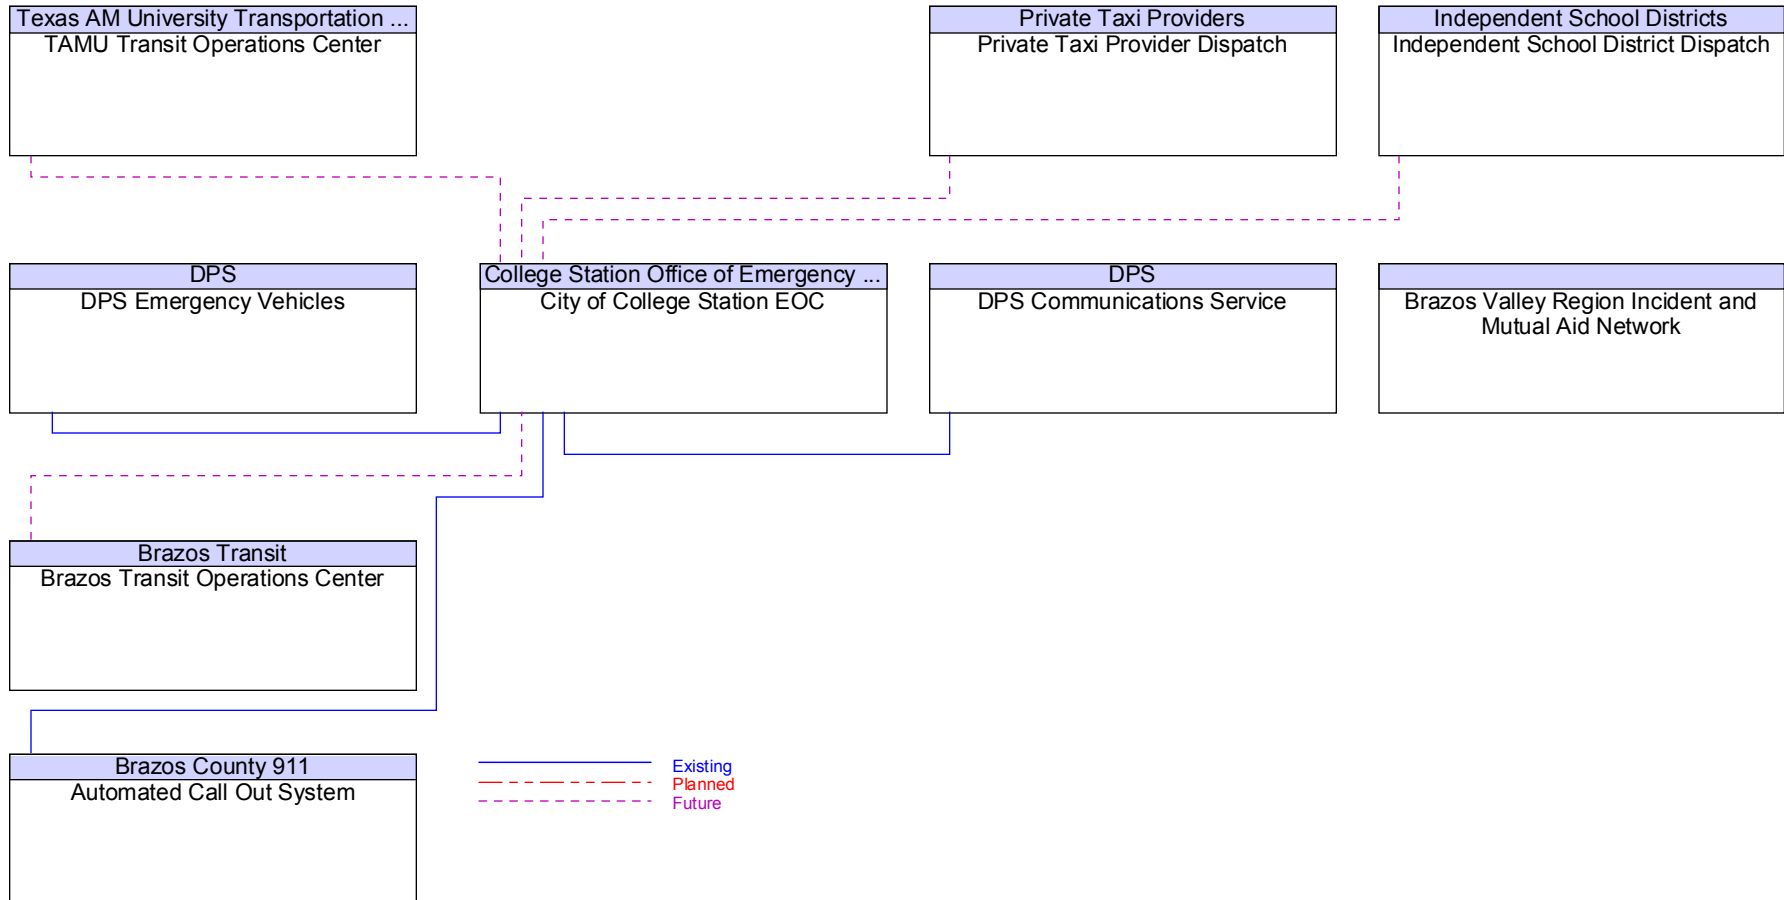 Texas AM University Transportation ...
TAMU Transit Operations Center
Private Taxi Providers
Private Taxi Provider Dispatch
Independent School Districts
Independent School District Dispatch
DPS
DPS Emergency Vehicles
College Station Office of Emergency ...
City of College Station EOC
DPS
DPS Communications Service
Brazos Valley Region Incident and
Mutual Aid Network
Brazos Transit
Brazos Transit Operations Center
Brazos County 911
Automated Call Out System
Existing
Planned
Future